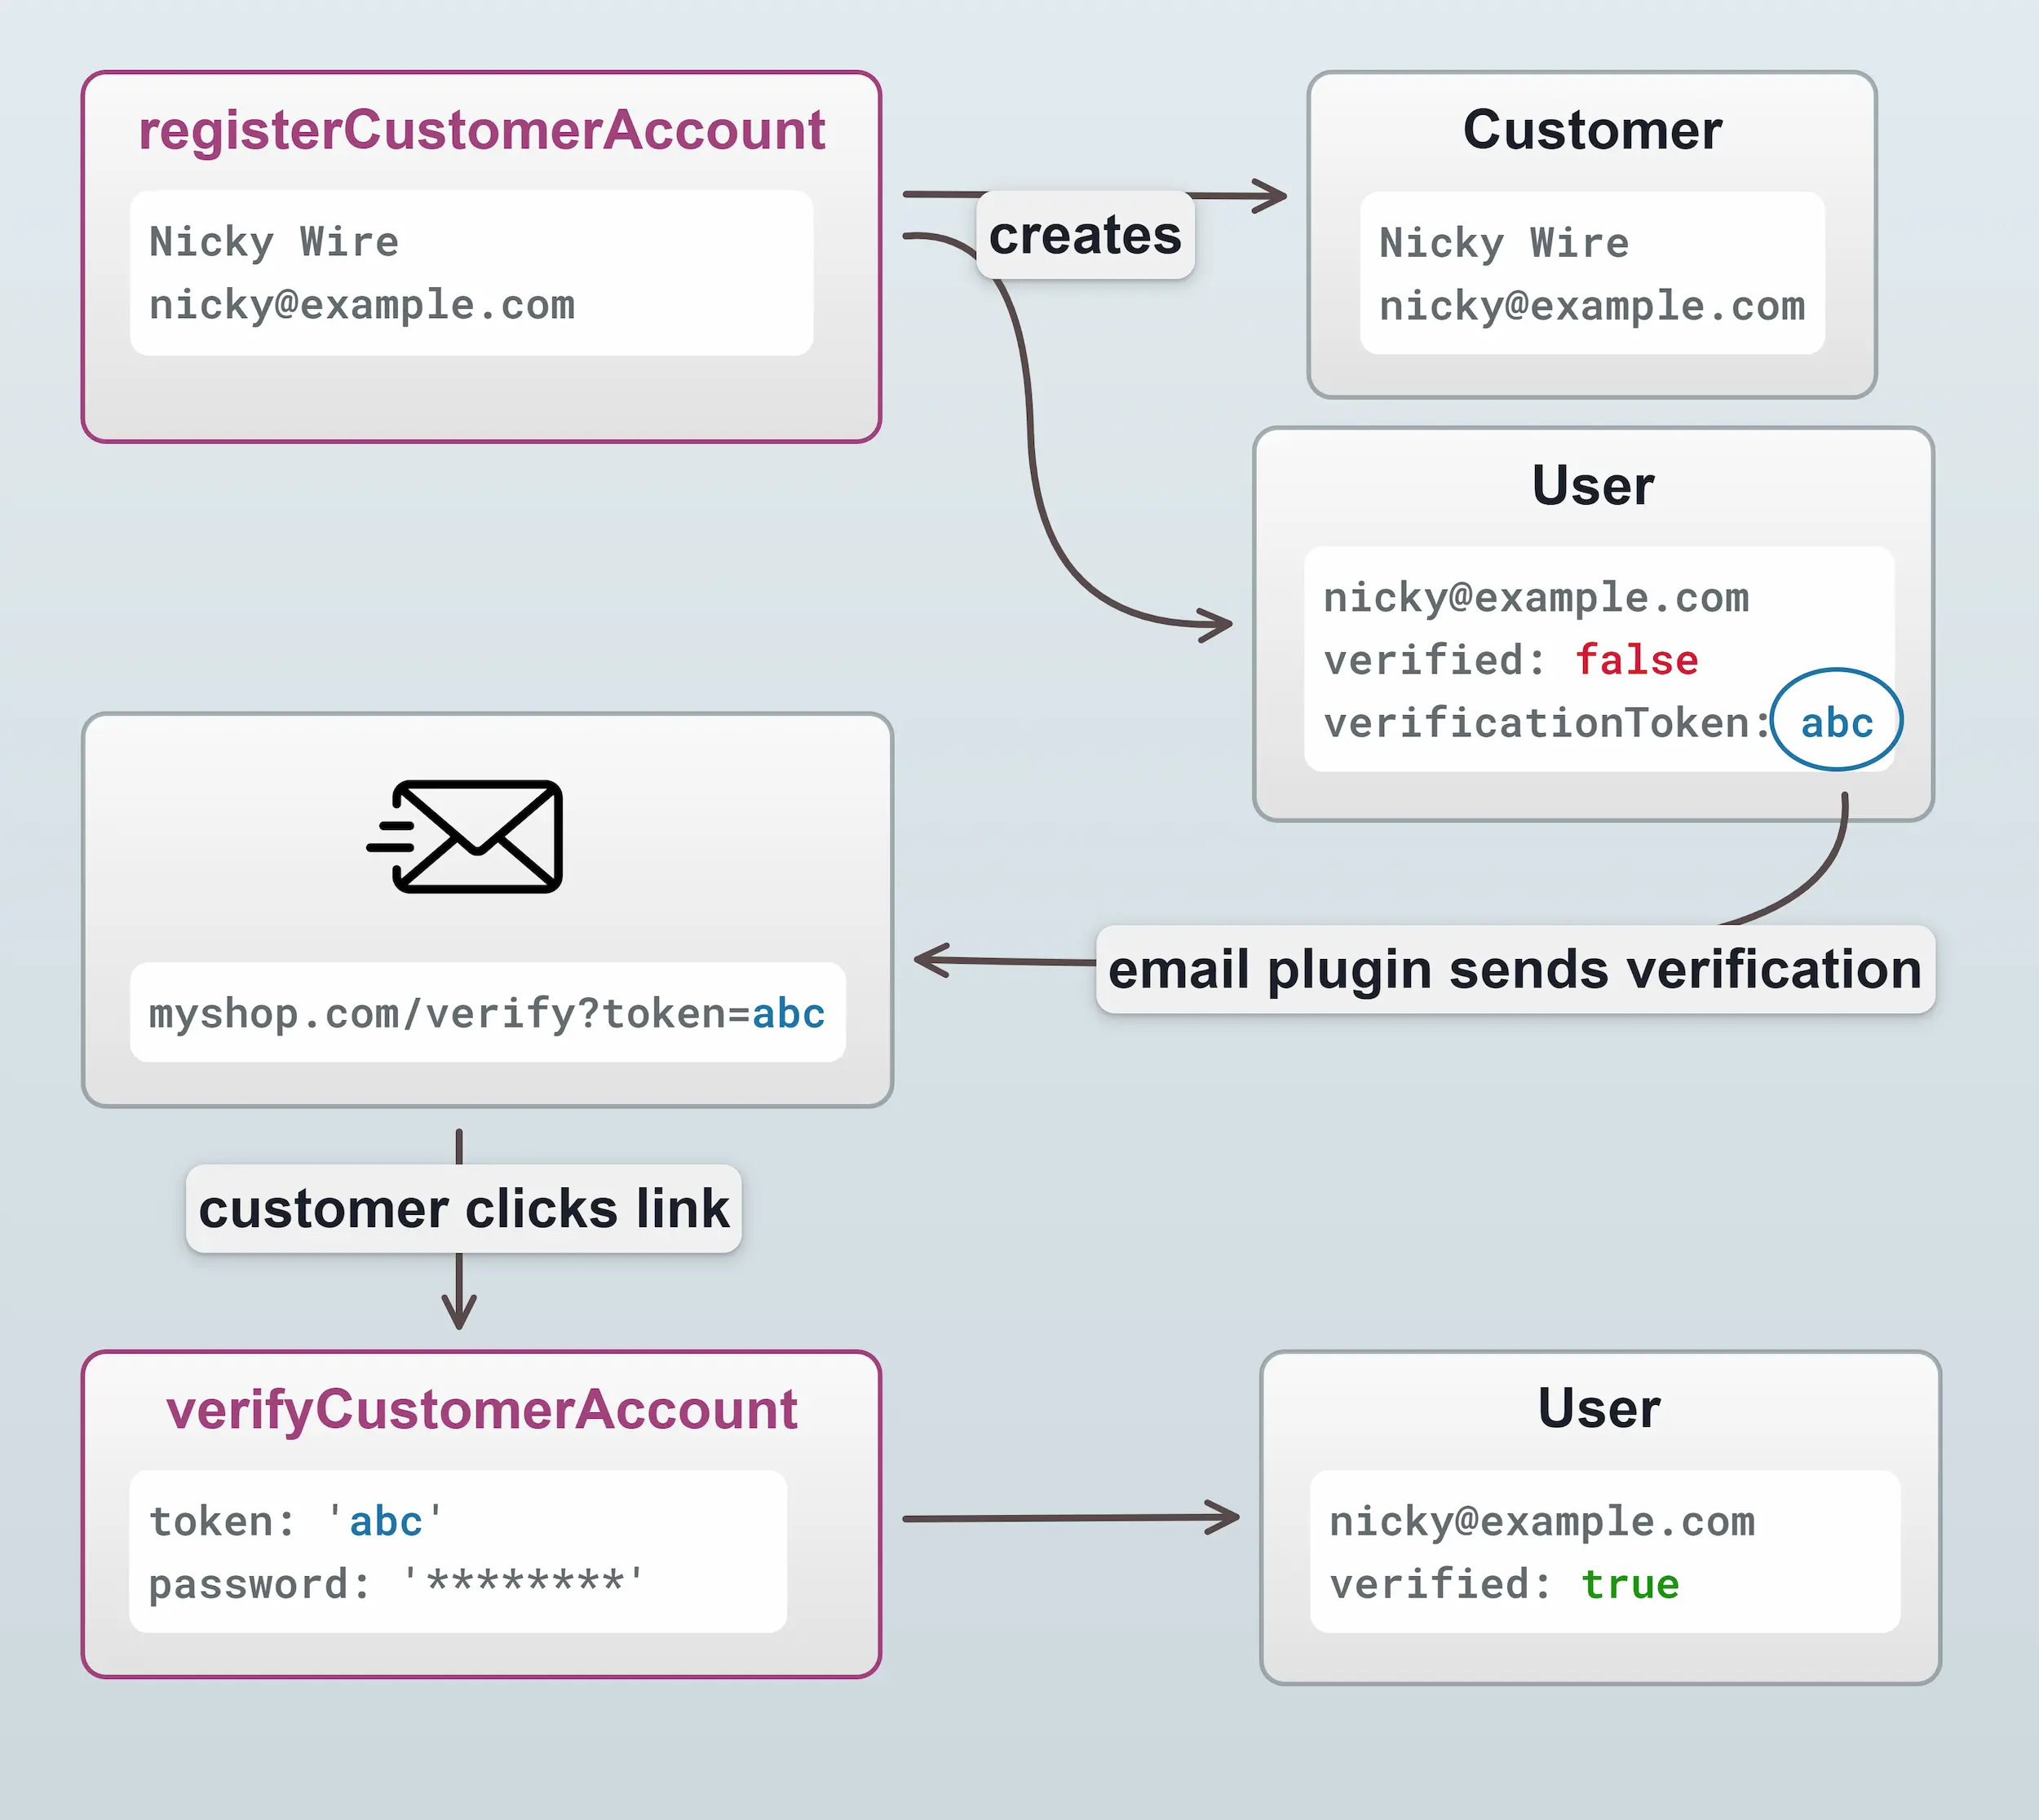 registerCustomerAccount
Nicky Wire
nicky@example.com
creates
Customer
Nicky Wire
nicky@example.com
User
nicky@example.com
verified: false
verificationToken: abc
email plugin sends verification
myshop.com/verify?token=abc
customer clicks link
verifyCustomerAccount
token: 'abc'
password: '********'
User
nicky@example.com
verified: true